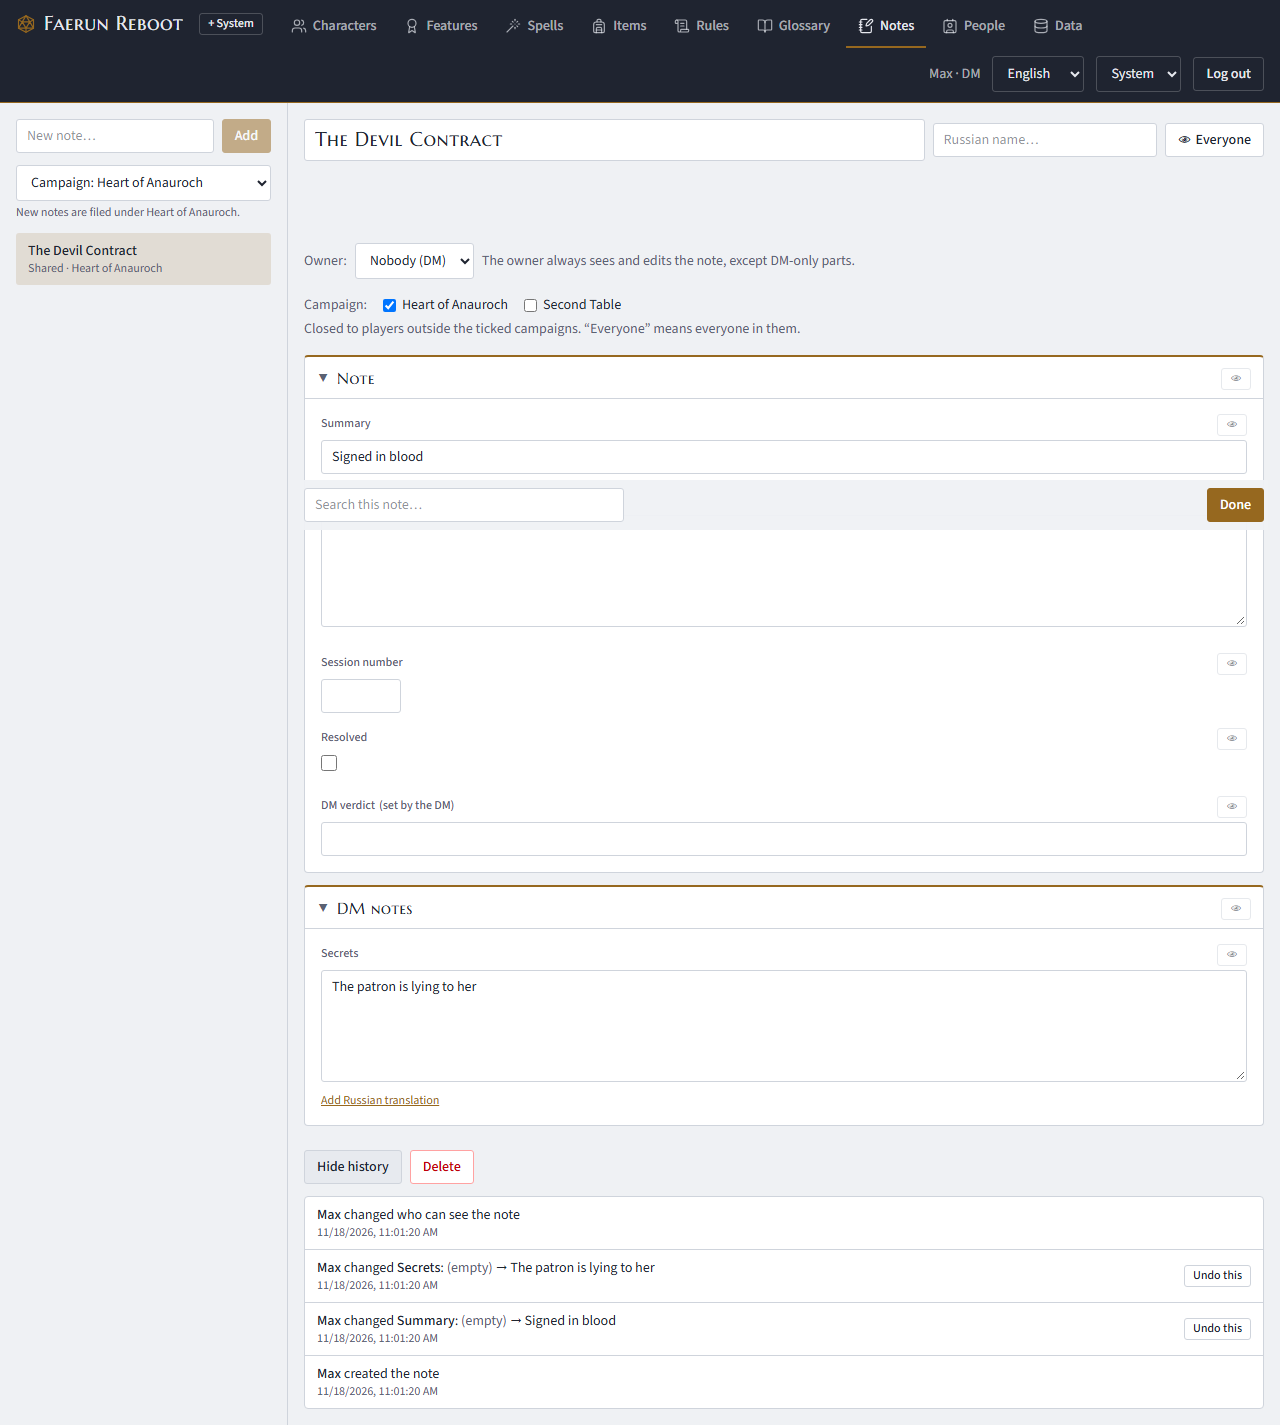 Faerun Reboot
+ System
Characters
Features
Spells
Items
Rules
Glossary
Notes
People
Data
Max · DM
English
System
Log out
New note…
Add
Campaign: Heart of Anauroch
New notes are filed under Heart of Anauroch.
The Devil Contract
Shared · Heart of Anauroch
The Devil Contract
Russian name…
Everyone
Owner:
Nobody (DM)
The owner always sees and edits the note, except DM-only parts.
Campaign:
Heart of Anauroch
Second Table
Closed to players outside the ticked campaigns. “Everyone” means everyone in them.
Note
Summary
Signed in blood
Search this note…
Done
Session number
Resolved
DM verdict (set by the DM)
DM notes
Secrets
The patron is lying to her
Add Russian translation
Hide history
Delete
Max changed who can see the note
11/18/2026, 11:01:20 AM
Max changed Secrets: (empty) → The patron is lying to her
11/18/2026, 11:01:20 AM
Undo this
Max changed Summary: (empty) → Signed in blood
11/18/2026, 11:01:20 AM
Undo this
Max created the note
11/18/2026, 11:01:20 AM